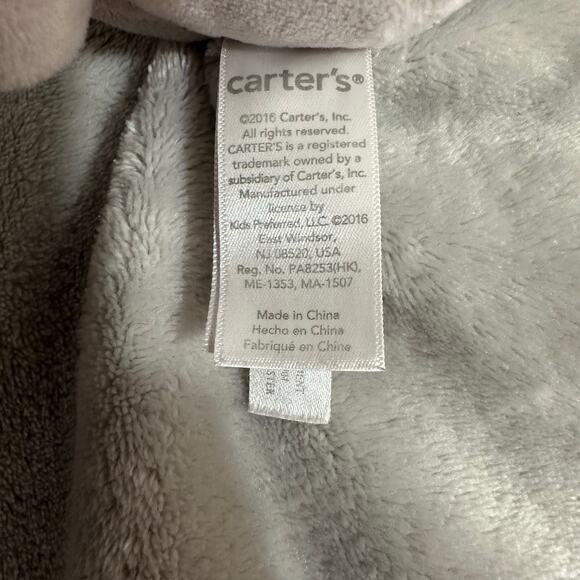 carter's®
©2016 Carter's, Inc.
All rights reserved.
CARTER'S is a registered
trademark owned by a
subsidiary of Carter's, Inc.
Manufactured under
license by
Kids Preferred, LLC ©2016
East Windsor,
NJ 08520, USA
Reg. No. PA8253(HK),
ME-1353, MA-1507
Made in China
Hecho en China
Fabriqué en Chine